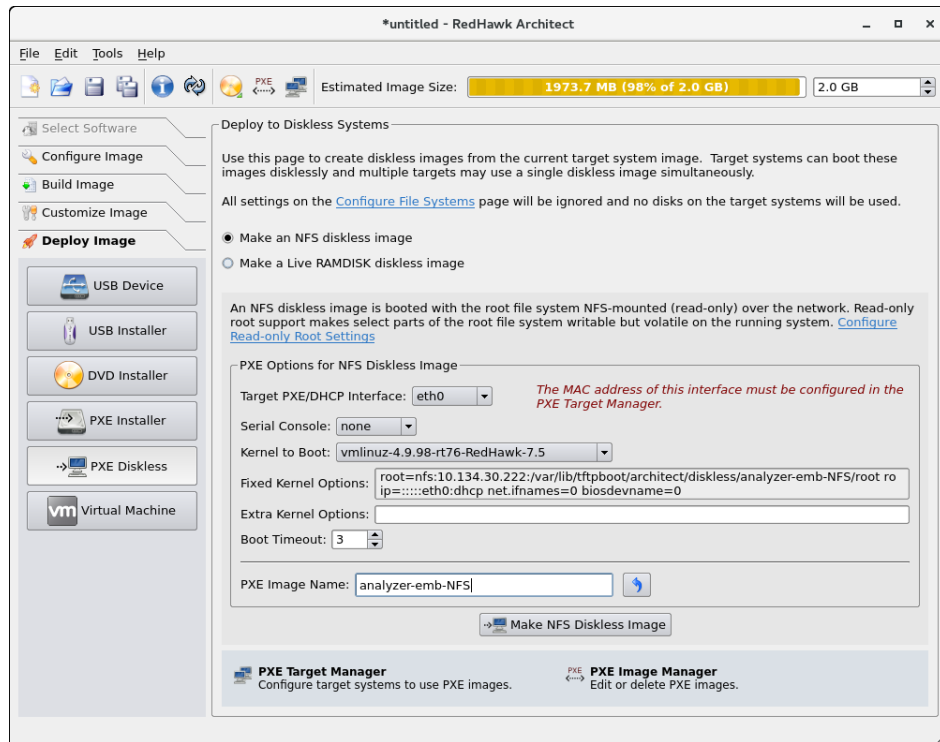 *untitled - RedHawk Architect
File Edit Tools Help
PXE
Estimated Image Size:
1973.7 MB (98% of 2.0 GB)
2.0 GB
Select Software
Configure Image
Build Image
Customize Image
Deploy Image
USB Device
USB Installer
DVD Installer
PXE Installer
PXE Diskless
vm Virtual Machine
Deploy to Diskless Systems
Use this page to create diskless images from the current target system image. Target systems can boot these
images disklessly and multiple targets may use a single diskless image simultaneously.
All settings on the Configure File Systems page will be ignored and no disks on the target systems will be used.
Make an NFS diskless image
Make a Live RAMDISK diskless image
An NFS diskless image is booted with the root file system NFS-mounted (read-only) over the network. Read-only
root support makes select parts of the root file system writable but volatile on the running system. Configure
Read-only Root Settings
PXE Options for NFS Diskless Image
Target PXE/DHCP Interface: eth0
The MAC address of this interface must be configured in the
PXE Target Manager.
Serial Console: none
Kernel to Boot: vmlinuz-4.9.98-rt76-RedHawk-7.5
Fixed Kernel Options: root=nfs:10.134.30.222:/var/lib/tftpboot/architect/diskless/analyzer-emb-NFS/root ro
ip=:::::eth0:dhcp net.ifnames=0 biosdevname=0
Extra Kernel Options:
Boot Timeout: 3
PXE Image Name: analyzer-emb-NFS
Make NFS Diskless Image
PXE Target Manager
Configure target systems to use PXE images.
PXE
PXE Image Manager
Edit or delete PXE images.